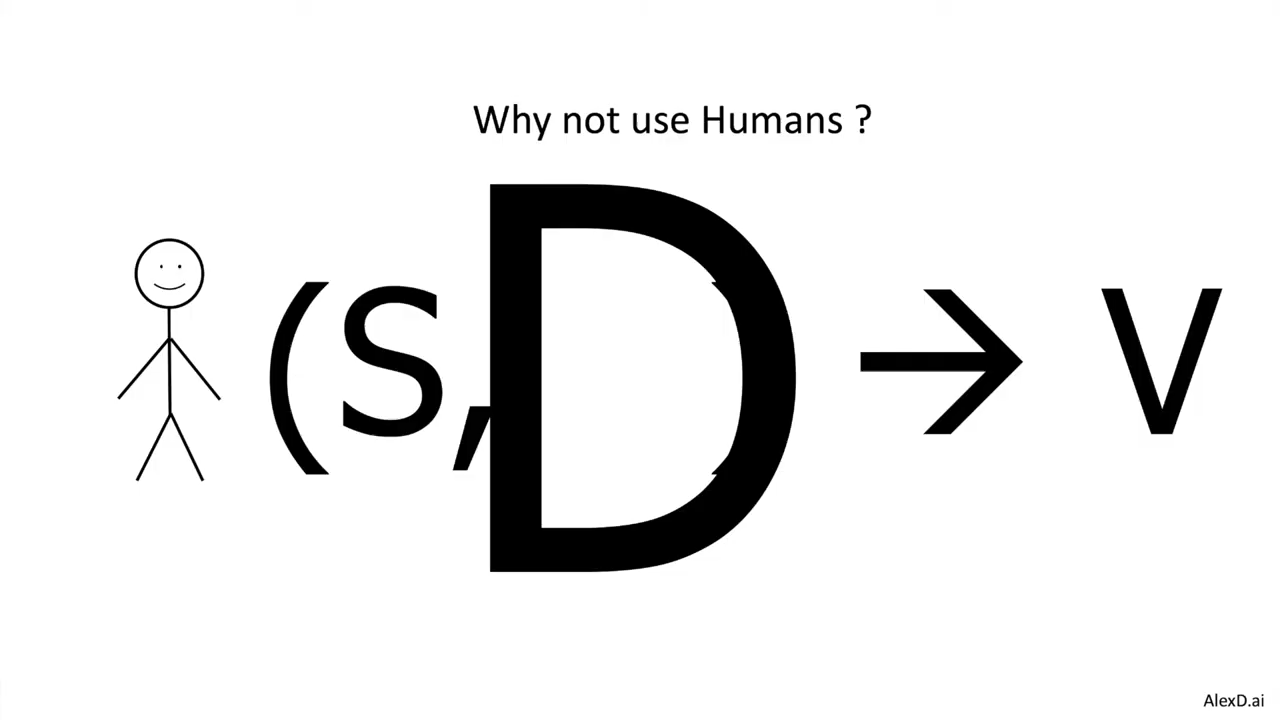 Why not use Humans ?
(S, D → V
AlexD.ai